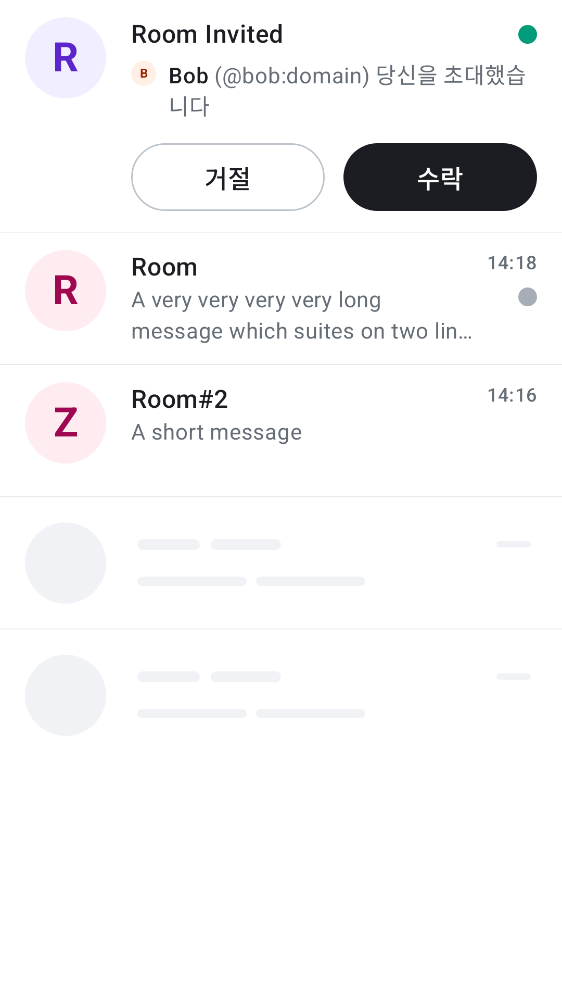 R
Room Invited
B
Bob (@bob:domain) 당신을 초대했습
니다
거절
수락
R
Room
14:18
A very very very very long
message which suites on two lin…
Z
Room#2
14:16
A short message